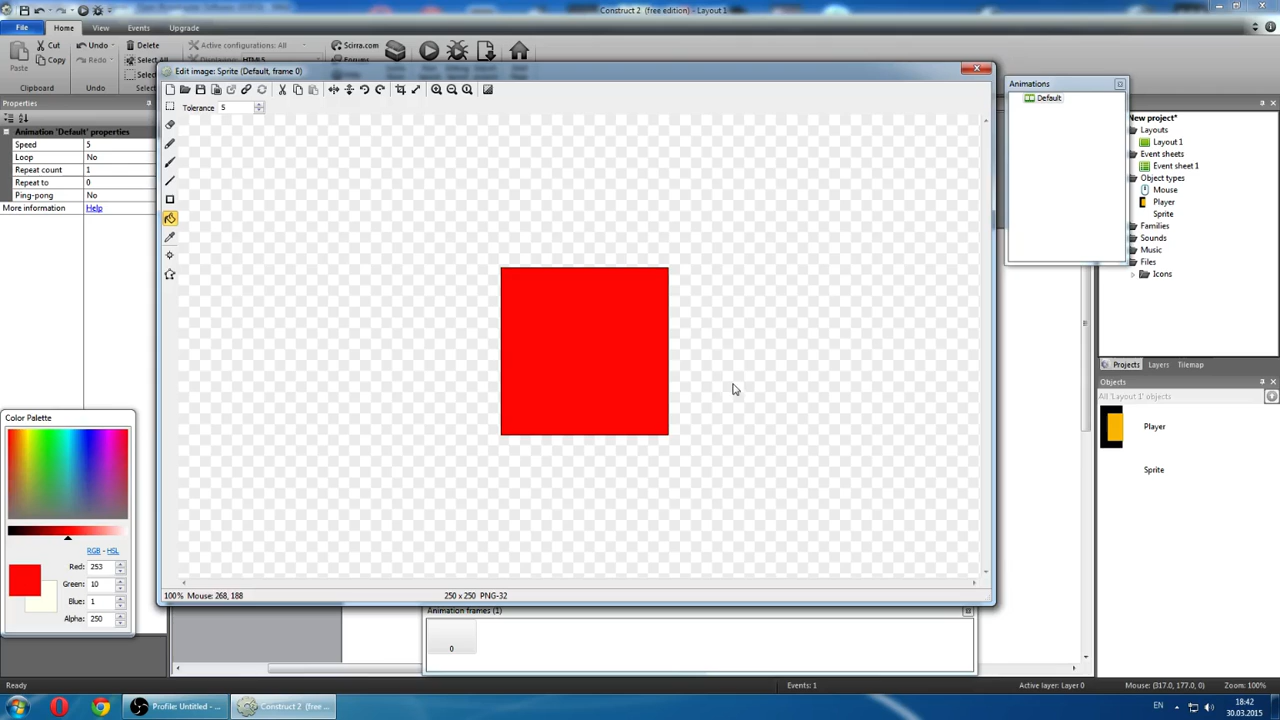 Construct 2 (free edition) - Layout 1
File Home View Events Upgrade
Cut Undo Delete Active configurations: All Scirra.com
Paste Copy Redo
HTML5
Clipboard Undo
Properties
Animation 'Default' properties
Speed 5
Loop No
Repeat count 1
Repeat to 0
Ping-pong No
More information Help
Edit image: Sprite (Default, frame 0)
Tolerance 5
100% Mouse: 268, 188 250 x 250 PNG-32
Animations
Default
New project*
Layouts
Layout 1
Event sheets
Event sheet 1
Object types
Mouse
Player
Sprite
Families
Sounds
Music
Files
Icons
Projects Layers Tilemap
Objects
All 'Layout 1' objects
Player
Sprite
Color Palette
RGB - HSL
Red: 253
Green: 10
Blue: 1
Alpha: 250
Animation frames (1)
0
Ready Events: 1 Active layer: Layer 0 Mouse: (317.0, 177.0, 0) Zoom: 100%
Profile: Untitled - ... Construct 2 (free ... EN 18:42
30.03.2015